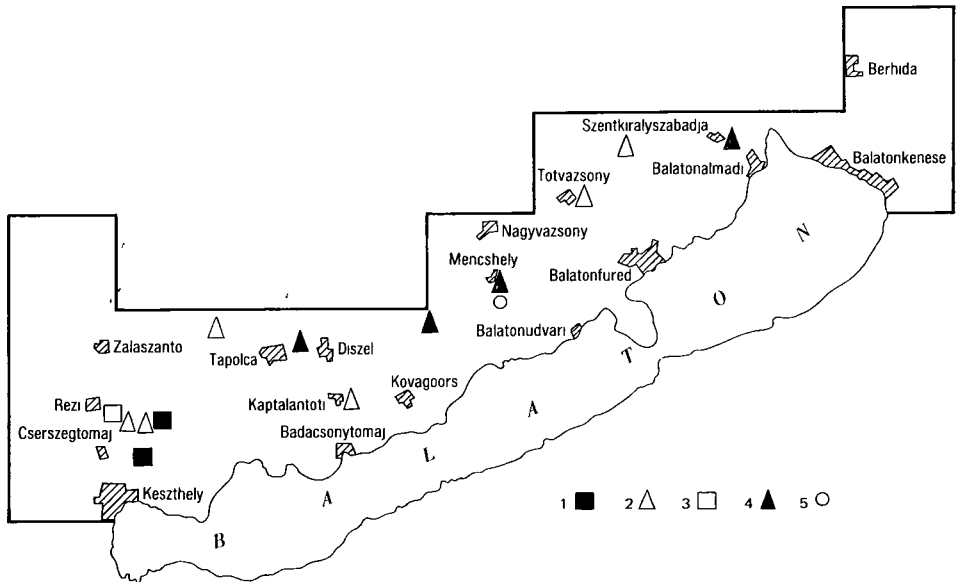 Berhida
Szentkiralyszabadja
Balatonalmadi
Balatonkenese
Totvazsony
Nagyvazsony
Mencshely
Balatonfured
Balatonudvari
Zalaszanto
Tapolca
Diszel
Rezi
Kaptalantoti
Kovagoors
Cserszegtomaj
Badacsonytomaj
Keszthely
B A L A T O N
1 2 3 4 5